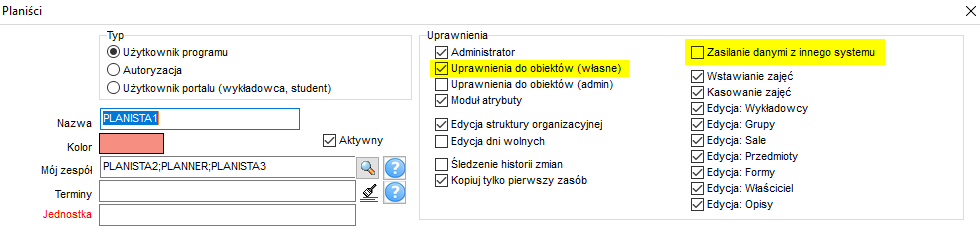 Planiści
Typ
Użytkownik programu
Autoryzacja
Użytkownik portalu (wykładowca, student)
Nazwa
PLANISTA1
Kolor
Aktywny
Mój zespół
PLANISTA2;PLANNER;PLANISTA3
Terminy
Jednostka
Uprawnienia
Administrator
Uprawnienia do obiektów (własne)
Uprawnienia do obiektów (admin)
Moduł atrybuty
Edycja struktury organizacyjnej
Edycja dni wolnych
Śledzenie historii zmian
Kopiuj tylko pierwszy zasób
Zasilanie danymi z innego systemu
Wstawianie zajęć
Kasowanie zajęć
Edycja: Wykładowcy
Edycja: Grupy
Edycja: Sale
Edycja: Przedmioty
Edycja: Formy
Edycja: Właściciel
Edycja: Opisy